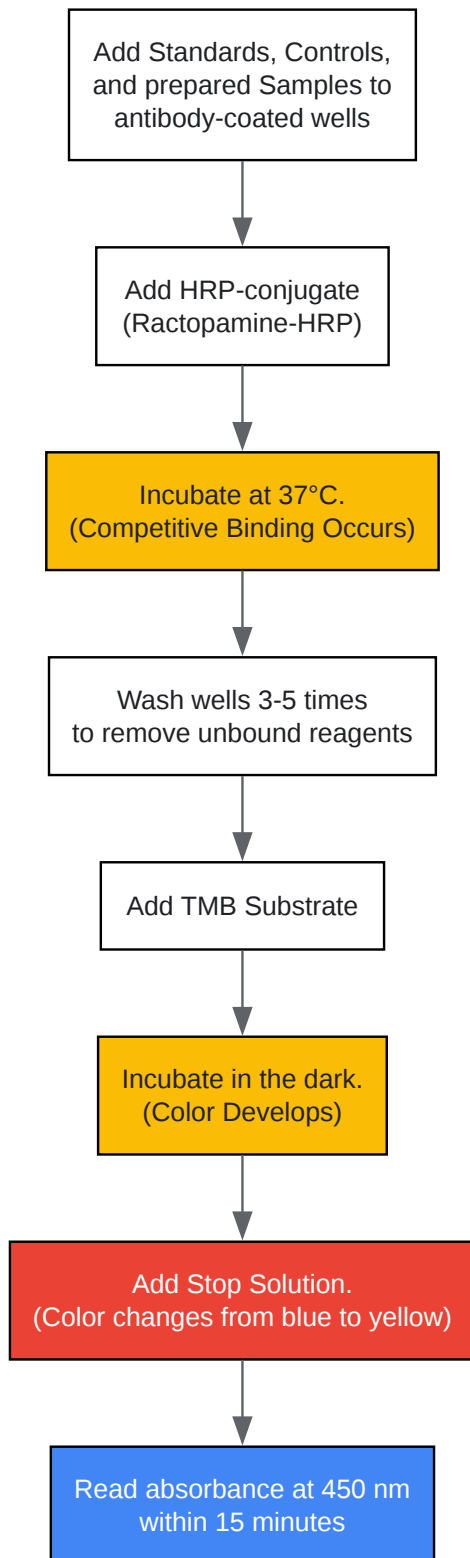 Add Standards, Controls,
and prepared Samples to
antibody-coated wells
Add HRP-conjugate
(Ractopamine-HRP)
Incubate at 37°C.
(Competitive Binding Occurs)
Wash wells 3-5 times
to remove unbound reagents
Add TMB Substrate
Incubate in the dark.
(Color Develops)
Add Stop Solution.
(Color changes from blue to yellow)
Read absorbance at 450 nm
within 15 minutes